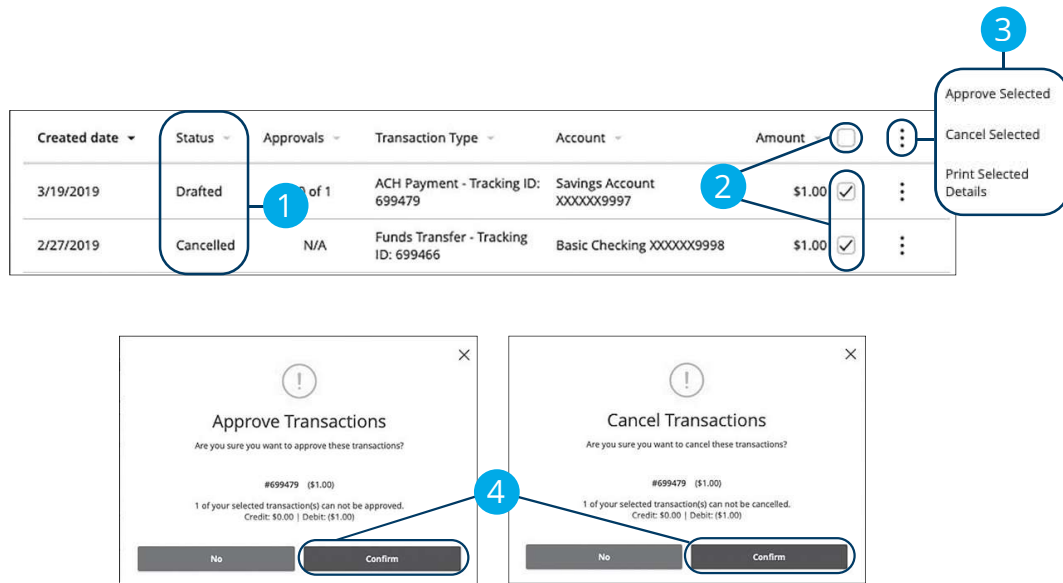 3
Approve Selected
Cancel Selected
Print Selected
Details
Created date Status Approvals Transaction Type Account Amount
3/19/2019 Drafted of 1 ACH Payment - Tracking ID: 699479 Savings Account XXXXXX9997 $1.00
2/27/2019 Cancelled N/A Funds Transfer - Tracking ID: 699466 Basic Checking XXXXXX9998 $1.00
1
2
Approve Transactions
Are you sure you want to approve these transactions?
#699479 ($1.00)
1 of your selected transaction(s) can not be approved.
Credit: $0.00 | Debit: ($1.00)
No Confirm
4
Cancel Transactions
Are you sure you want to cancel these transactions?
#699479 ($1.00)
1 of your selected transaction(s) can not be cancelled.
Credit: $0.00 | Debit: ($1.00)
No Confirm